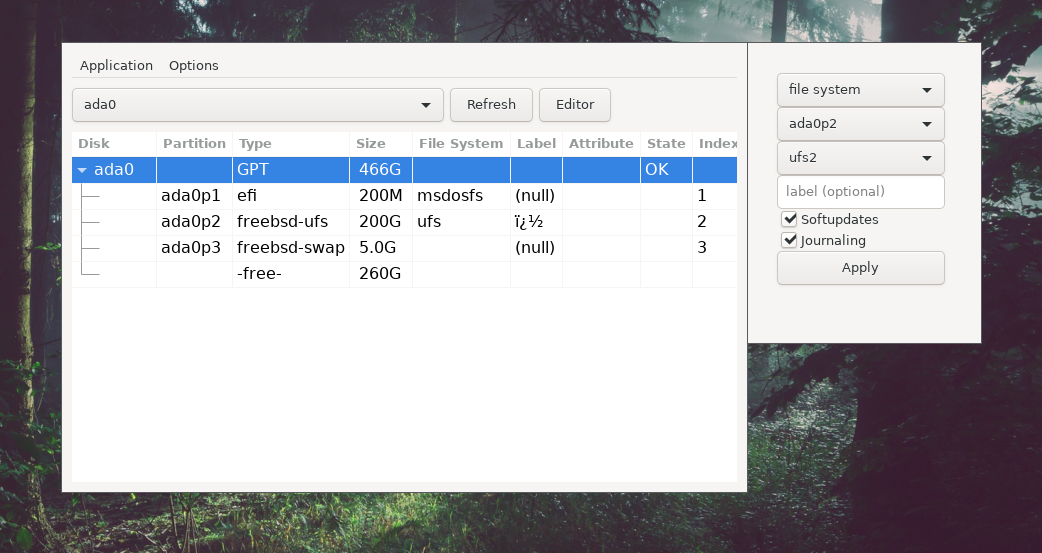 Application Options
ada0 Refresh Editor
Disk Partition Type Size File System Label Attribute State Index
ada0 GPT 466G OK
ada0p1 efi 200M msdosfs (null) 1
ada0p2 freebsd-ufs 200G ufs ï¿½ 2
ada0p3 freebsd-swap 5.0G (null) 3
-free- 260G
file system
ada0p2
ufs2
label (optional)
Softupdates
Journaling
Apply